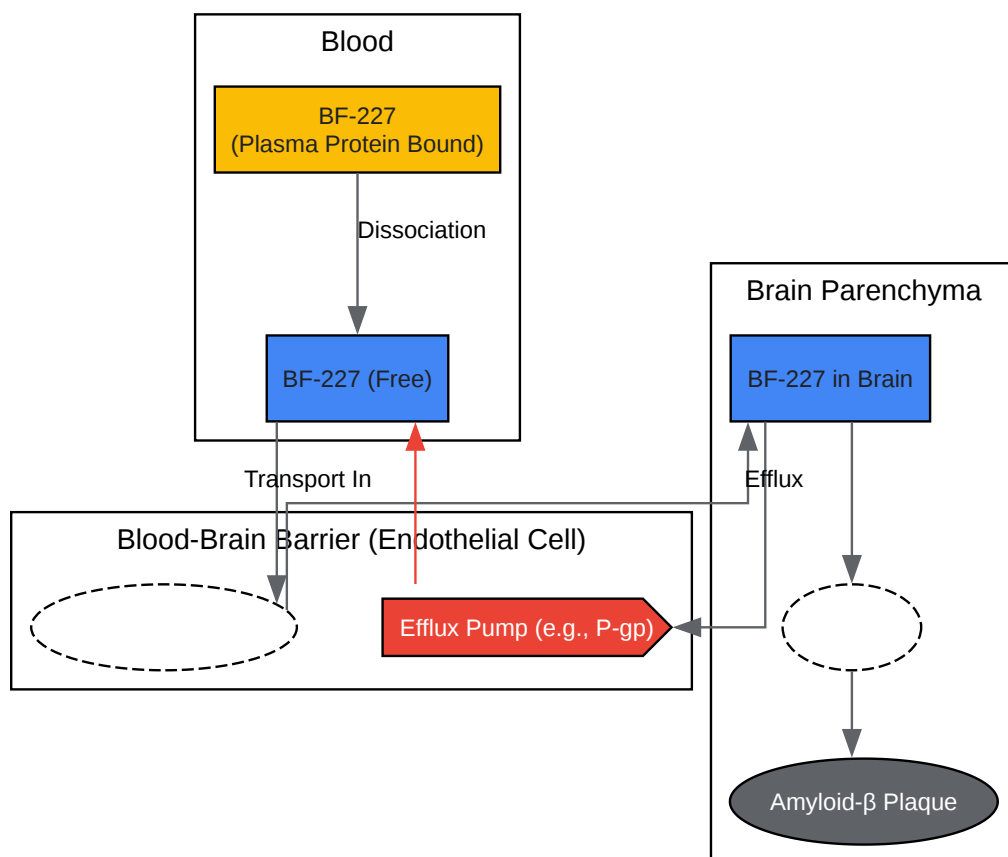 Blood
BF-227
(Plasma Protein Bound)
Dissociation
Brain Parenchyma
BF-227 (Free)
BF-227 in Brain
Transport In
Efflux
Blood-Brain Barrier (Endothelial Cell)
Efflux Pump (e.g., P-gp)
Amyloid-β Plaque